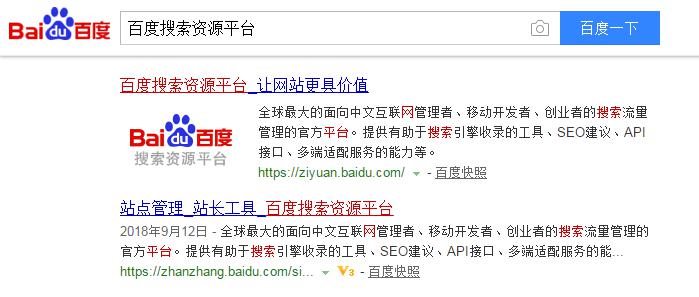 Bai du 百度 百度搜索资源平台 百度一下
百度搜索资源平台_让网站更具价值
全球最大的面向中文互联网管理者、移动开发者、创业者的搜索流量
管理的官方平台。提供有助于搜索引擎收录的工具、SEO建议、API
接口、多端适配服务的能力等。
Bai du 百度
搜索资源平台
https://ziyuan.baidu.com/ - 百度快照
站点管理_站长工具_百度搜索资源平台
2018年9月12日 - 全球最大的面向中文互联网管理者、移动开发者、创业者的搜索流量管理的
官方平台。提供有助于搜索引擎收录的工具、SEO建议、API接口、多端适配服务的能...
https://zhanzhang.baidu.com/si... V3 - 百度快照